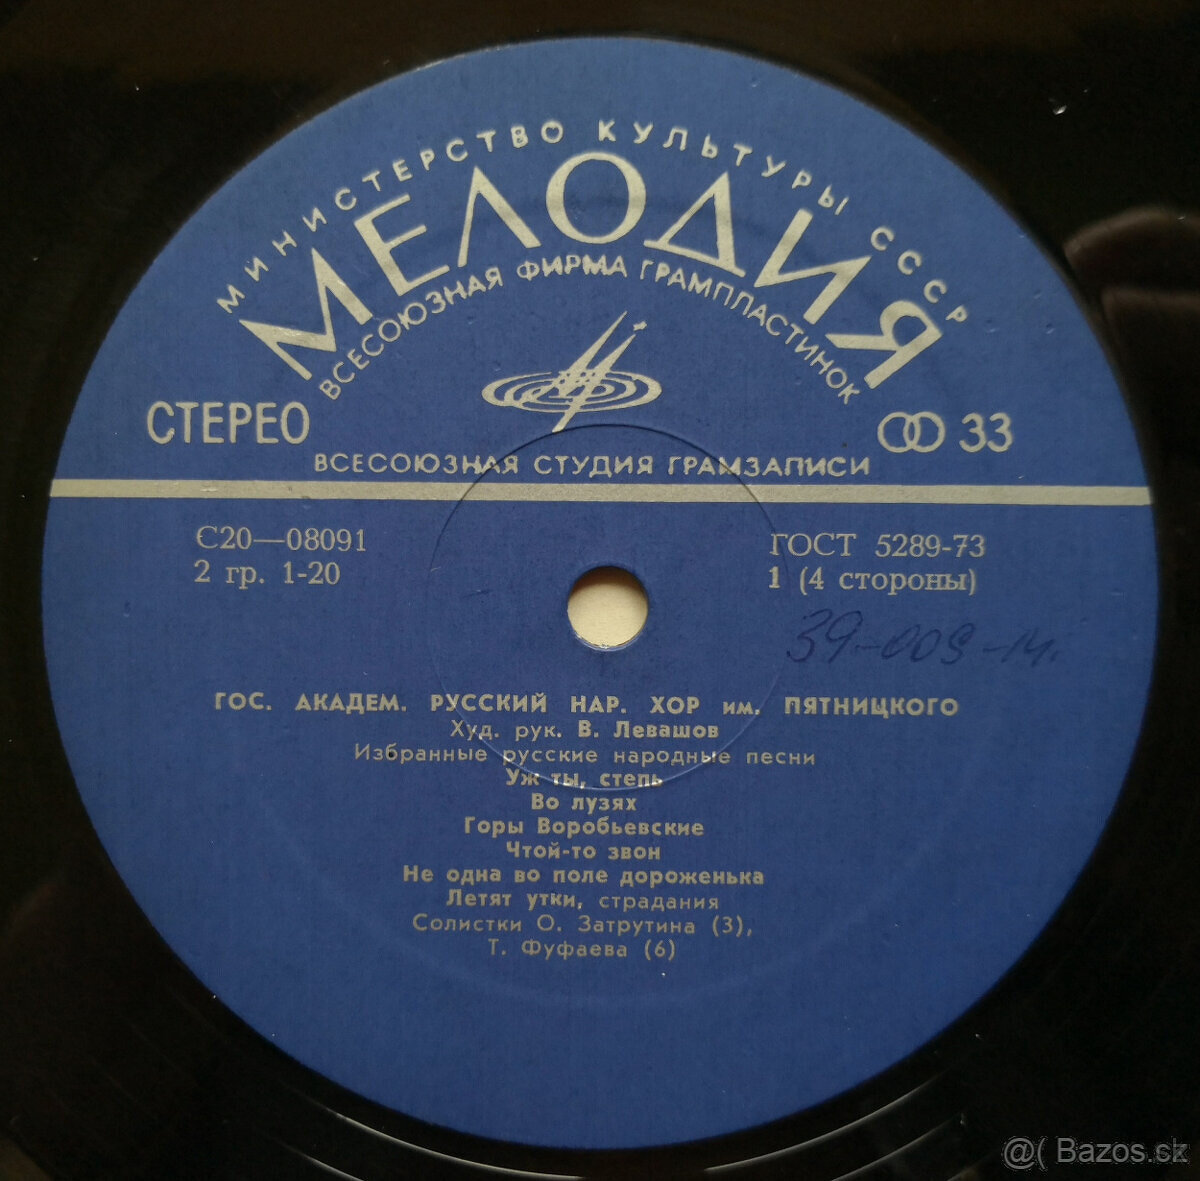 МИНИСТЕРСТВО КУЛЬТУРЫ СССР
МЕЛОДИЯ
ВСЕСОЮЗНАЯ ФИРМА ГРАМПЛАСТИНОК
СТЕРЕО
33
ВСЕСОЮЗНАЯ СТУДИЯ ГРАМЗАПИСИ
С20—08091
ГОСТ 5289-73
2 гр. 1-20
1 (4 стороны)
39-009-14.
ГОС. АКАДЕМ. РУССКИЙ НАР. ХОР им. ПЯТНИЦКОГО
Худ. рук. В. Левашов
Избранные русские народные песни
Уж ты, степь
Во лузях
Горы Воробьевские
Чтой-то звон
Не одна во поле дороженька
Летят утки, страдания
Солистки О. Затрутина (3),
Т. Фуфаева (6)
@( Bazos.sk